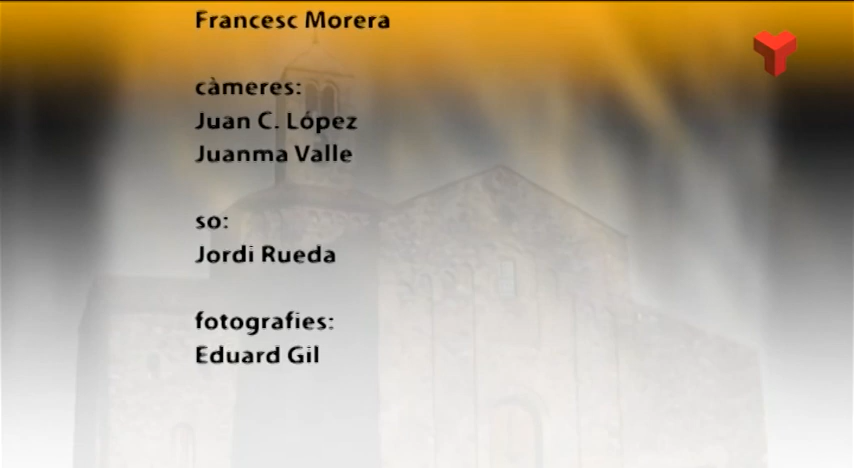 Francesc Morera
càmeres:
Juan C. López
Juanma Valle
so:
Jordi Rueda
fotografies:
Eduard Gil